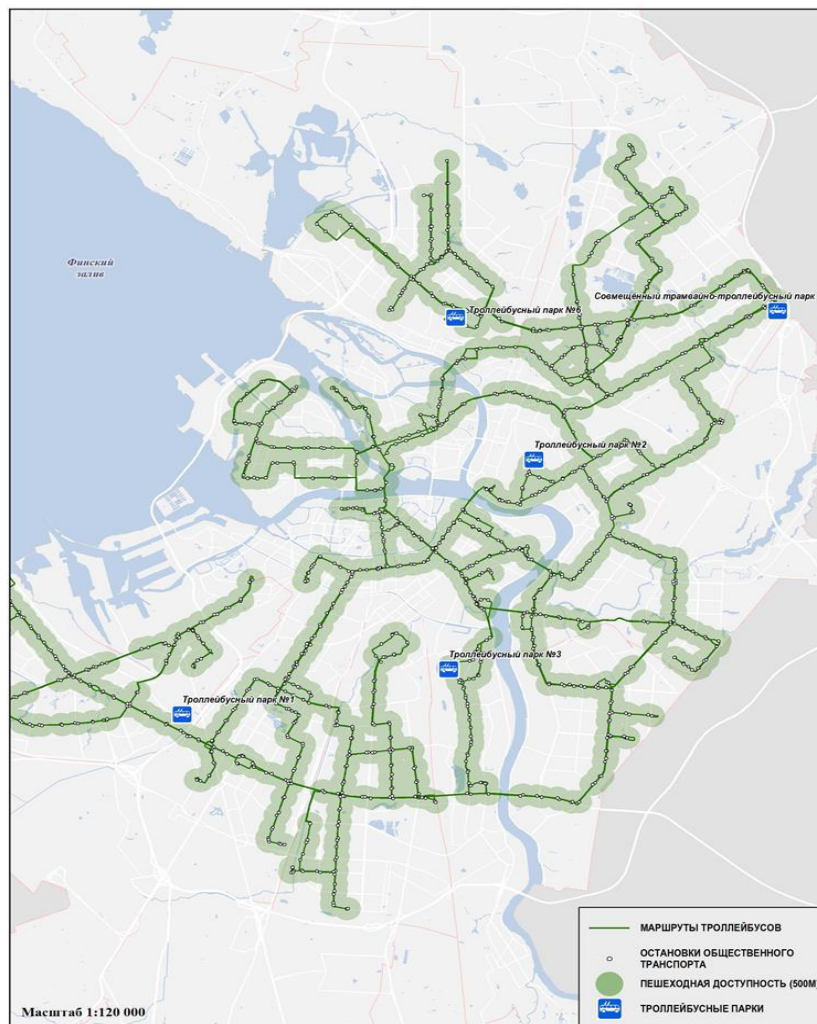 Финский
залив
Троллейбусный парк №6
Совмещённый трамвайно-троллейбусный парк
Троллейбусный парк №2
Троллейбусный парк №3
Троллейбусный парк №1
МАРШРУТЫ ТРОЛЛЕЙБУСОВ
ОСТАНОВКИ ОБЩЕСТВЕННОГО
ТРАНСПОРТА
ПЕШЕХОДНАЯ ДОСТУПНОСТЬ (500М)
ТРОЛЛЕЙБУСНЫЕ ПАРКИ
Масштаб 1:120 000